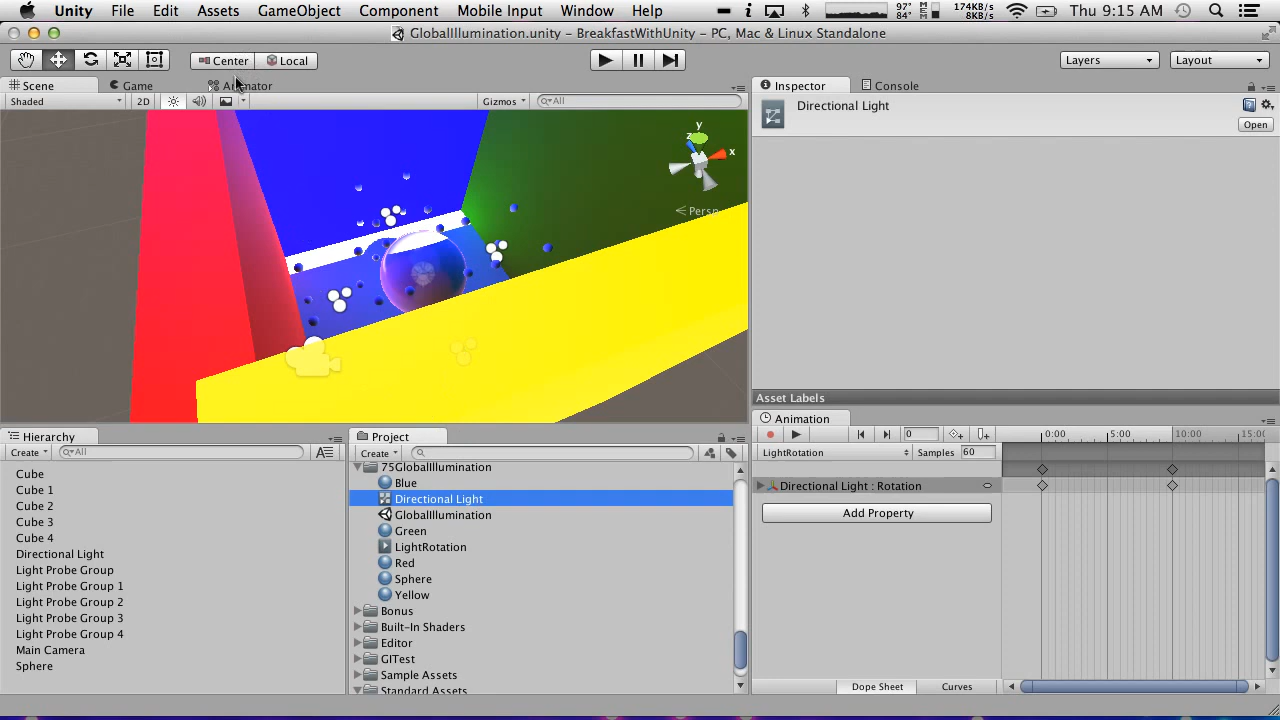 Unity File Edit Assets GameObject Component Mobile Input Window Help 97° 84° MEM 174KB/s 8KB/s Thu 9:15 AM
GlobalIllumination.unity - BreakfastWithUnity - PC, Mac & Linux Standalone
Center Local Layers Layout
Scene Game Animator Inspector Console
Shaded 2D Gizmos All
Directional Light
Open
y
z x
Persp
Asset Labels
Animation
0 0:00 5:00 10:00 15:0
LightRotation Samples 60
Directional Light : Rotation
Add Property
Dope Sheet Curves
Hierarchy
Create All
Cube
Cube 1
Cube 2
Cube 3
Cube 4
Directional Light
Light Probe Group
Light Probe Group 1
Light Probe Group 2
Light Probe Group 3
Light Probe Group 4
Main Camera
Sphere
Project
Create
75GlobalIllumination
Blue
Directional Light
GlobalIllumination
Green
LightRotation
Red
Sphere
Yellow
Bonus
Built-In Shaders
Editor
GITest
Sample Assets
Standard Assets